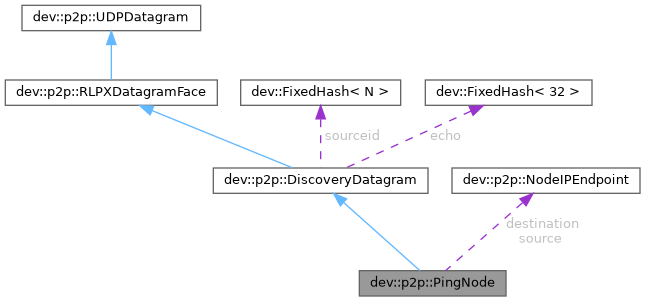 dev::p2p::UDPDatagram
dev::p2p::RLPXDatagramFace
dev::FixedHash< N >
dev::FixedHash< 32 >
sourceid
echo
dev::p2p::DiscoveryDatagram
dev::p2p::NodeIPEndpoint
destination
source
dev::p2p::PingNode